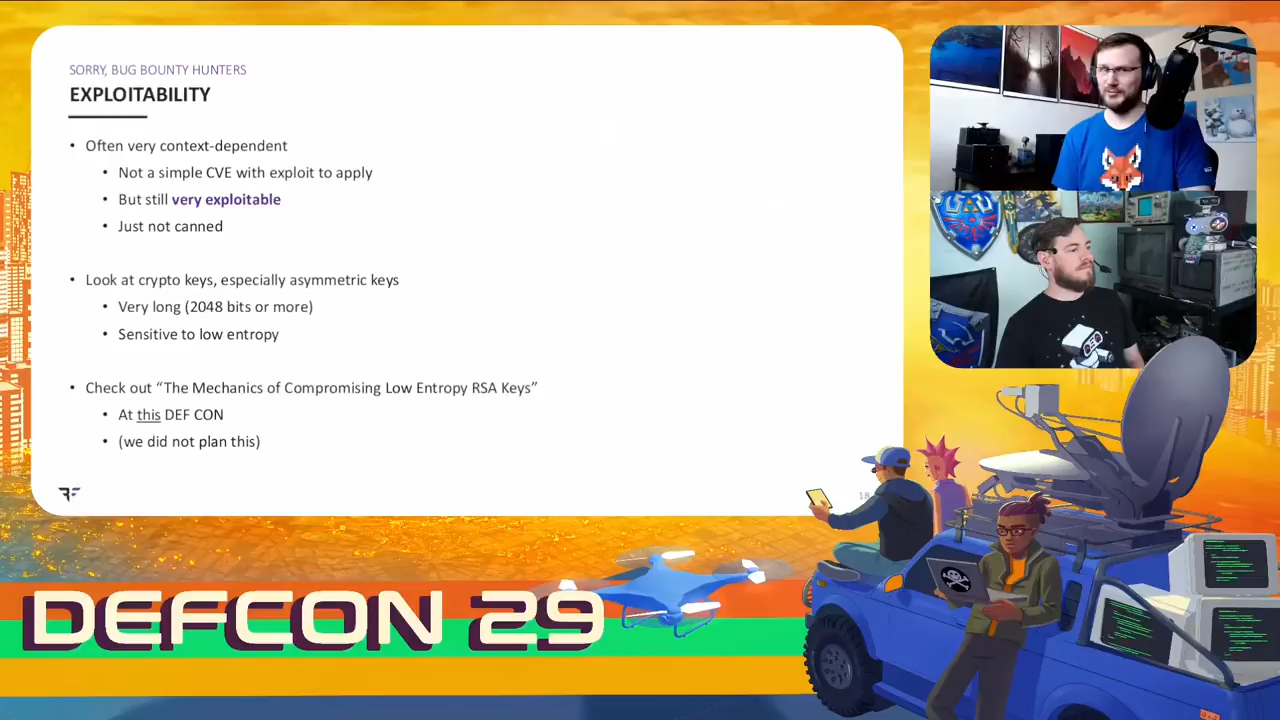 SORRY, BUG BOUNTY HUNTERS
EXPLOITABILITY
• Often very context-dependent
• Not a simple CVE with exploit to apply
• But still very exploitable
• Just not canned
• Look at crypto keys, especially asymmetric keys
• Very long (2048 bits or more)
• Sensitive to low entropy
• Check out “The Mechanics of Compromising Low Entropy RSA Keys”
• At this DEF CON
• (we did not plan this)
18
DEFCON 29